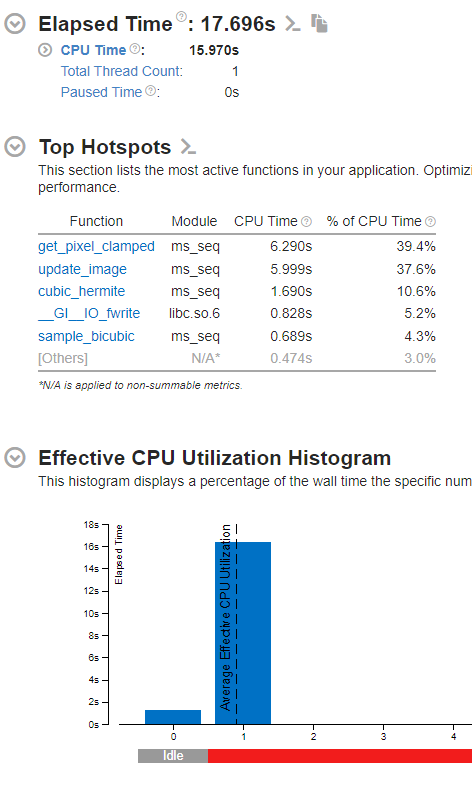 Elapsed Time ?: 17.696s
CPU Time ?: 15.970s
Total Thread Count: 1
Paused Time ?: 0s
Top Hotspots
This section lists the most active functions in your application. Optimizi
performance.
Function Module CPU Time ? % of CPU Time ?
get_pixel_clamped ms_seq 6.290s 39.4%
update_image ms_seq 5.999s 37.6%
cubic_hermite ms_seq 1.690s 10.6%
__GI__IO_fwrite libc.so.6 0.828s 5.2%
sample_bicubic ms_seq 0.689s 4.3%
[Others] N/A* 0.474s 3.0%
*N/A is applied to non-summable metrics.
Effective CPU Utilization Histogram
This histogram displays a percentage of the wall time the specific num
18s
16s
14s
12s
10s
8s
6s
4s
2s
0s
Elapsed Time
Average Effective CPU Utilization
0 1 2 3 4
Idle